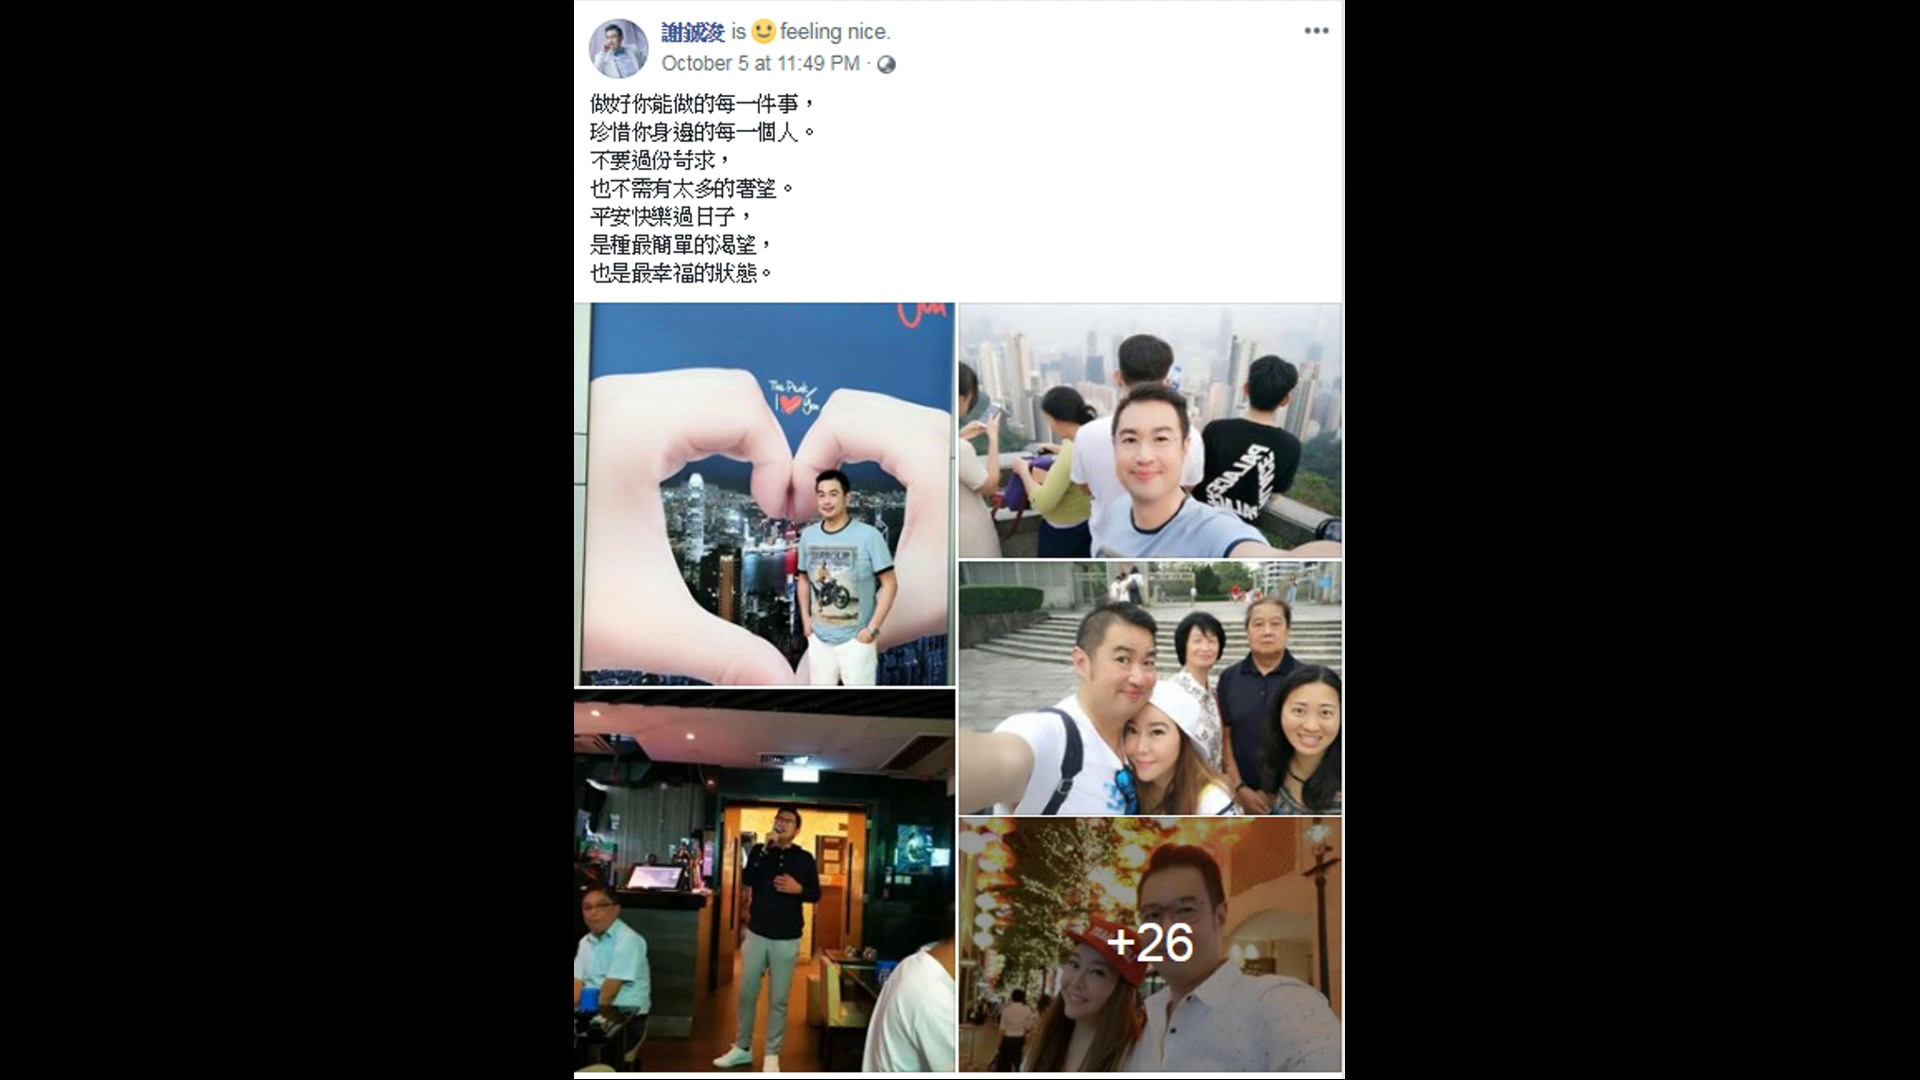 謝鋮浚 is feeling nice.
October 5 at 11:49 PM ·
做好你能做的每一件事，
珍惜你身邊的每一個人。
不要過份苛求，
也不需有太多的奢望。
平安快樂過日子，
是種最簡單的渴望，
也是最幸福的狀態。
The Peak
I ❤ You
PALACE
+26